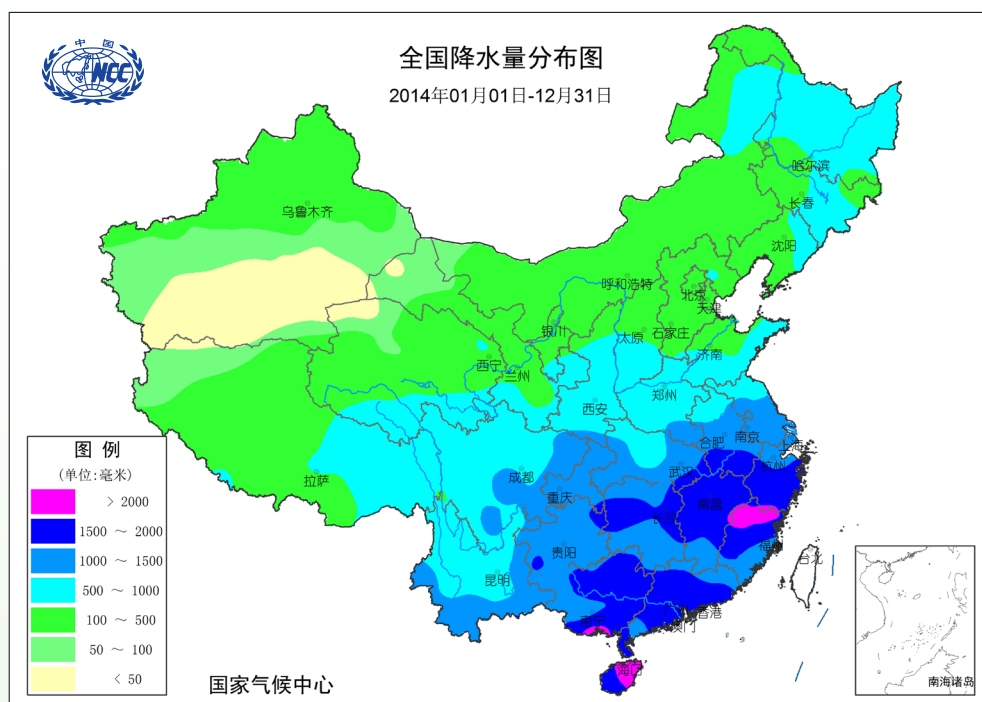 中国
NCC
全国降水量分布图
2014年01月01日-12月31日
哈尔滨
长春
乌鲁木齐
沈阳
呼和浩特
北京
天津
银川
太原
石家庄
西宁
济南
兰州
郑州
西安
合肥
南京
上海
武汉
杭州
成都
拉萨
重庆
南昌
长沙
福州
贵阳
台北
昆明
南宁
香港
澳门
海口
图 例
(单位:毫米)
> 2000
1500 ~ 2000
1000 ~ 1500
500 ~ 1000
100 ~ 500
50 ~ 100
< 50
国家气候中心
南海诸岛